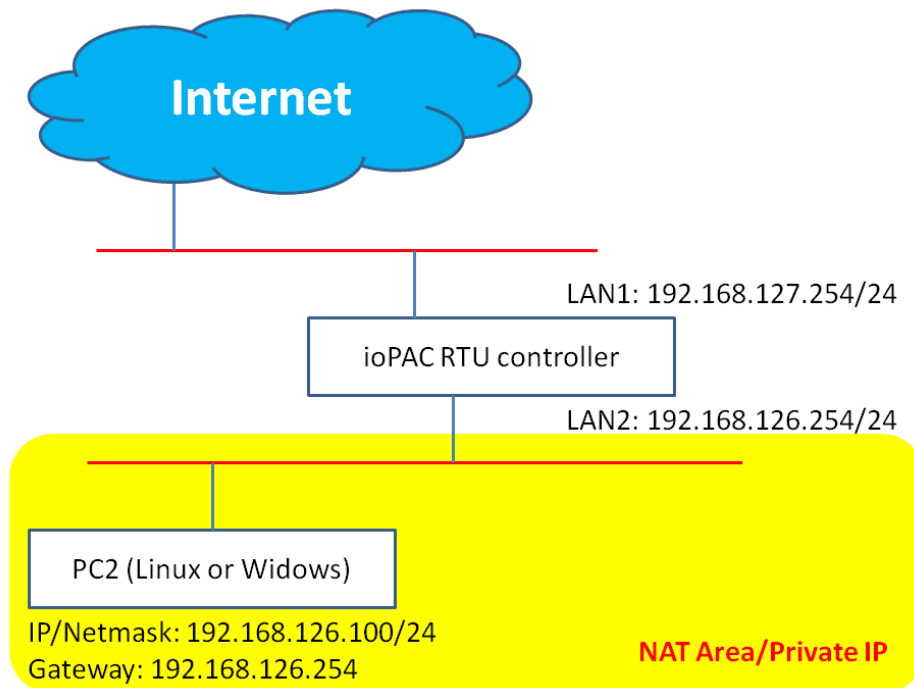 Internet
LAN1: 192.168.127.254/24
ioPAC RTU controller
LAN2: 192.168.126.254/24
PC2 (Linux or Widows)
IP/Netmask: 192.168.126.100/24
Gateway: 192.168.126.254
NAT Area/Private IP